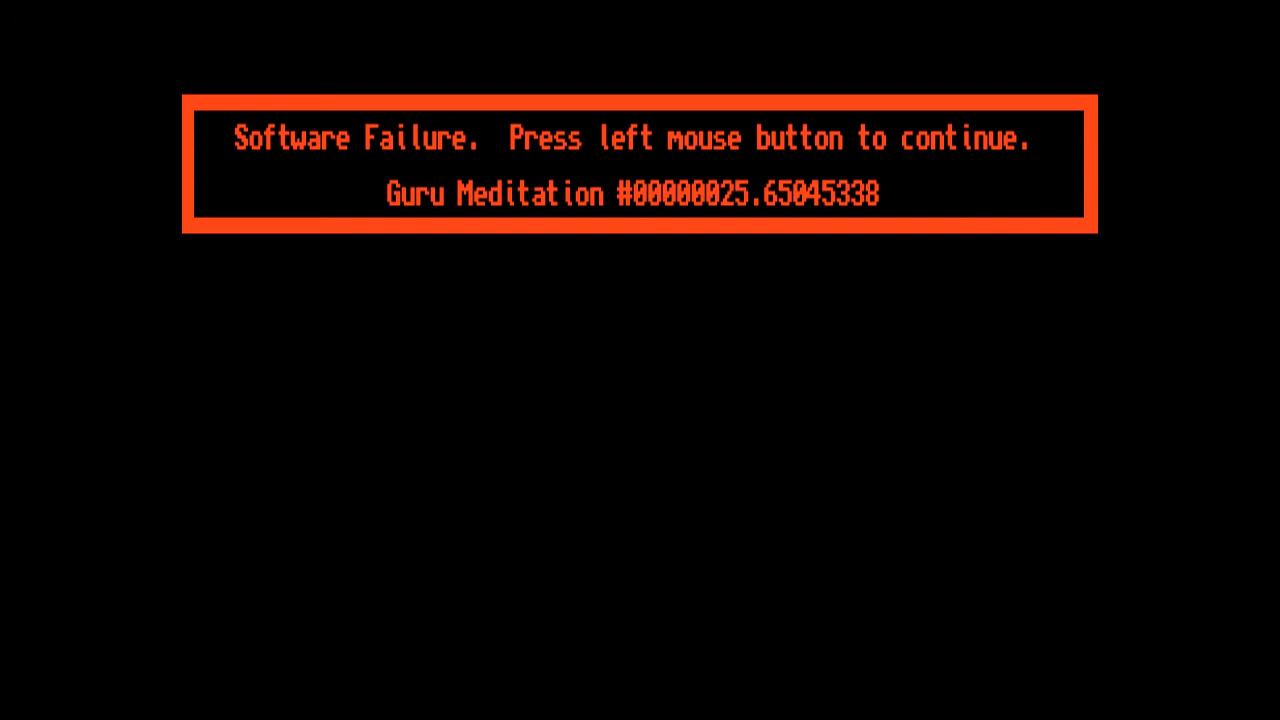 Software Failure.  Press left mouse button to continue.
Guru Meditation #00000025.65045338